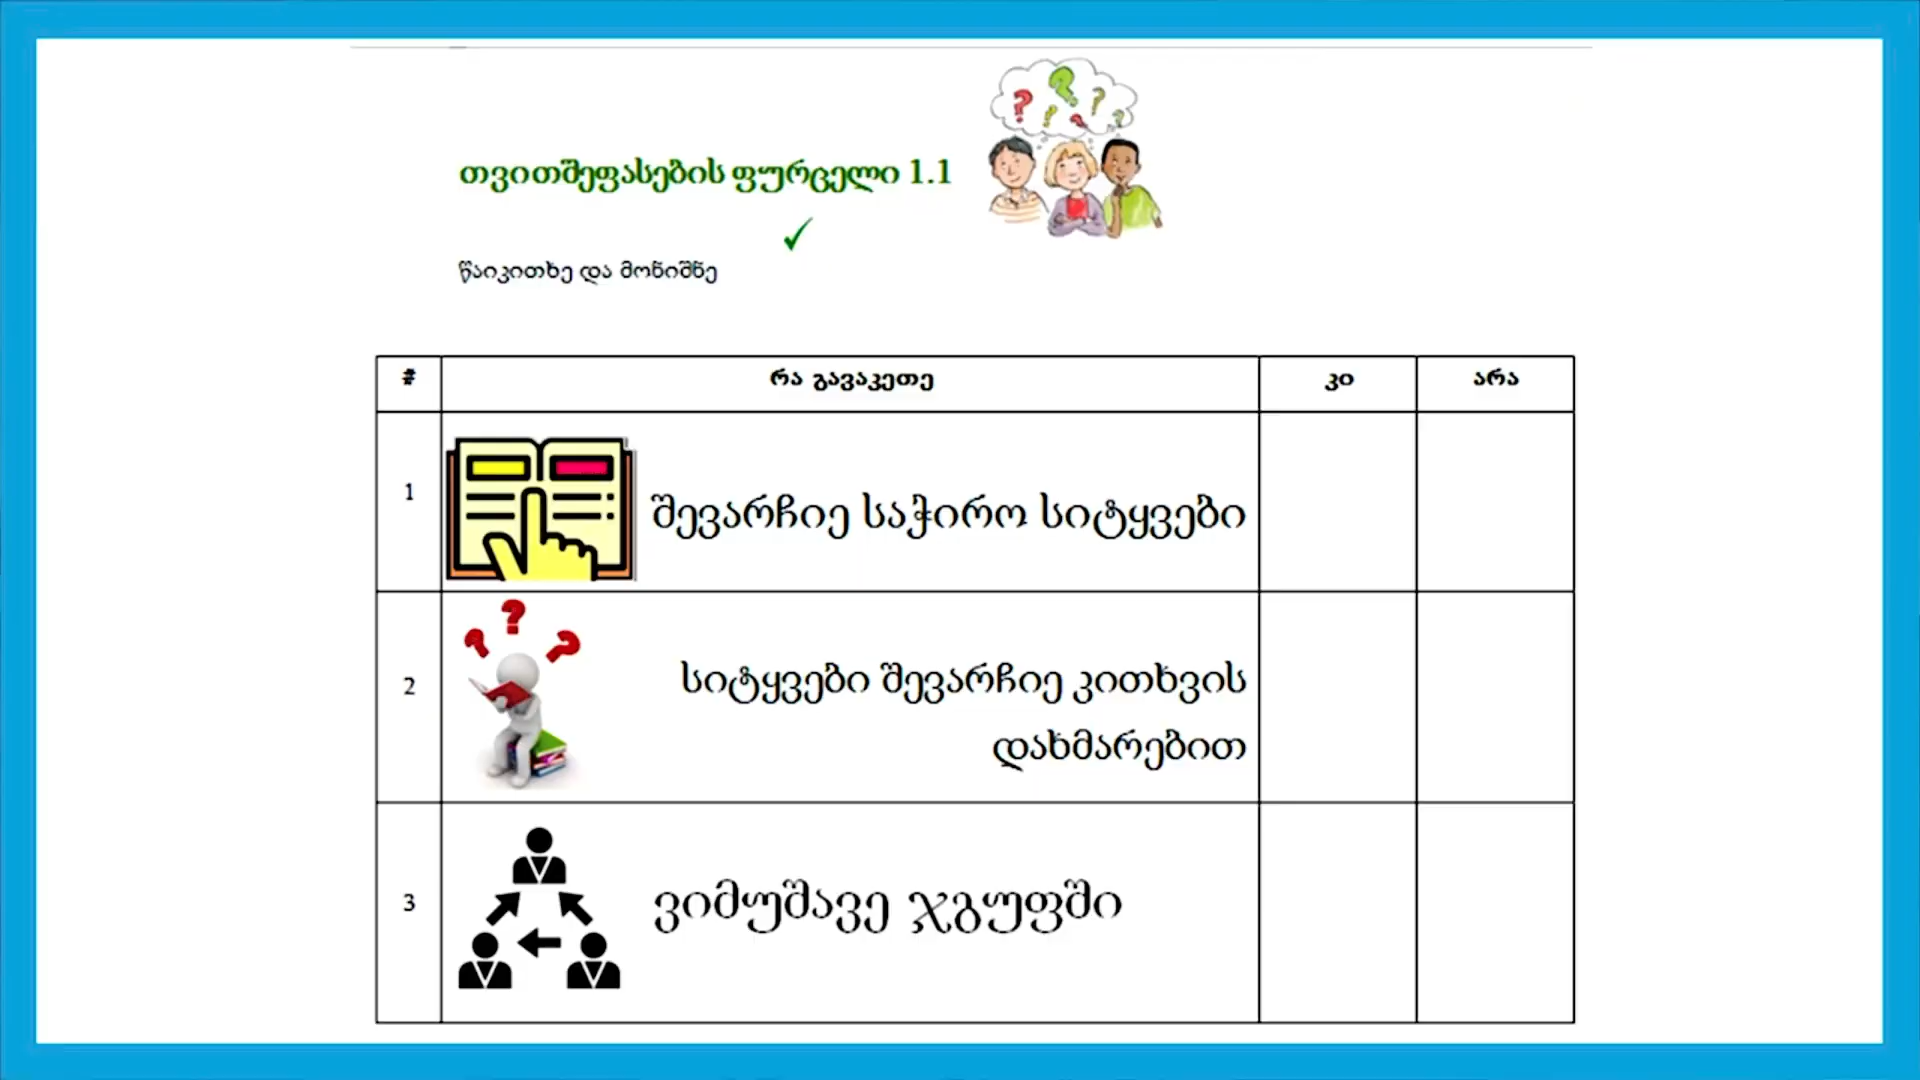 თვითშეფასების ფურცელი 1.1
წაიკითხე და მონიშნე
# რა გავაკეთე კი არა
1 შევარჩიე საჭირო სიტყვები
2 სიტყვები შევარჩიე კითხვის
დახმარებით
3 ვიმუშავე ჯგუფში